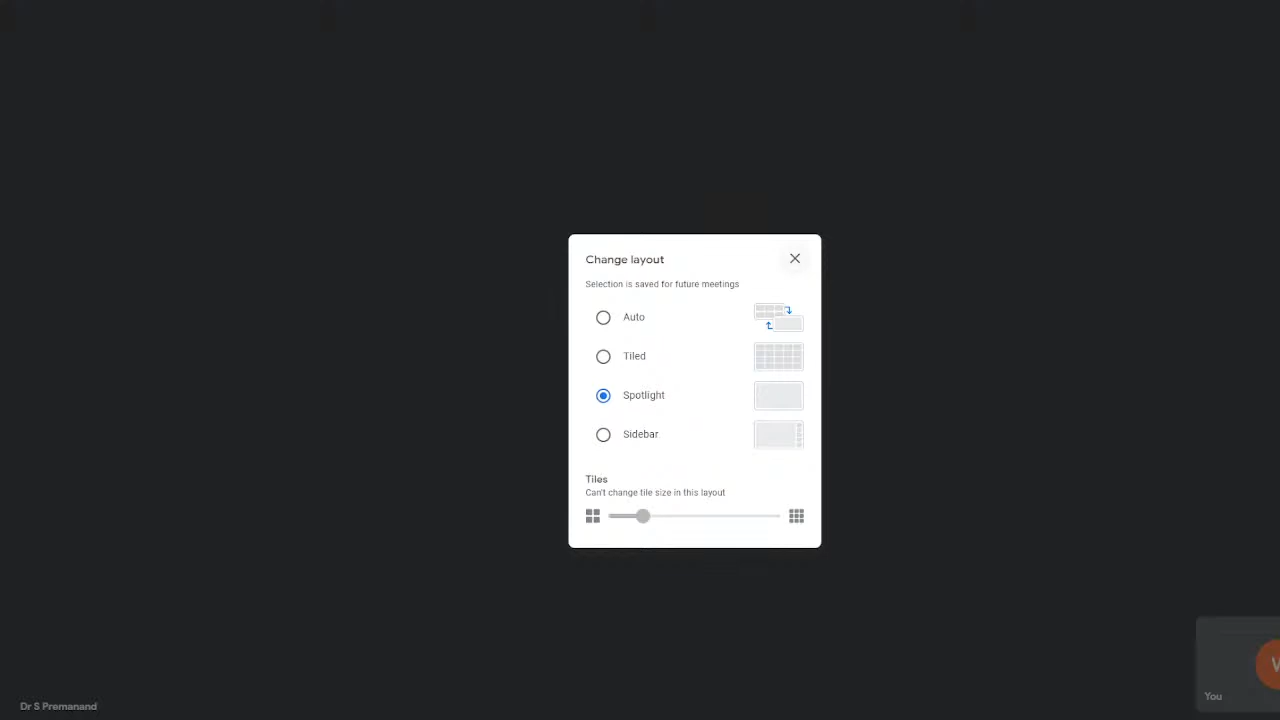 Change layout
Selection is saved for future meetings
Auto
Tiled
Spotlight
Sidebar
Tiles
Can't change tile size in this layout
You
Dr S Premanand